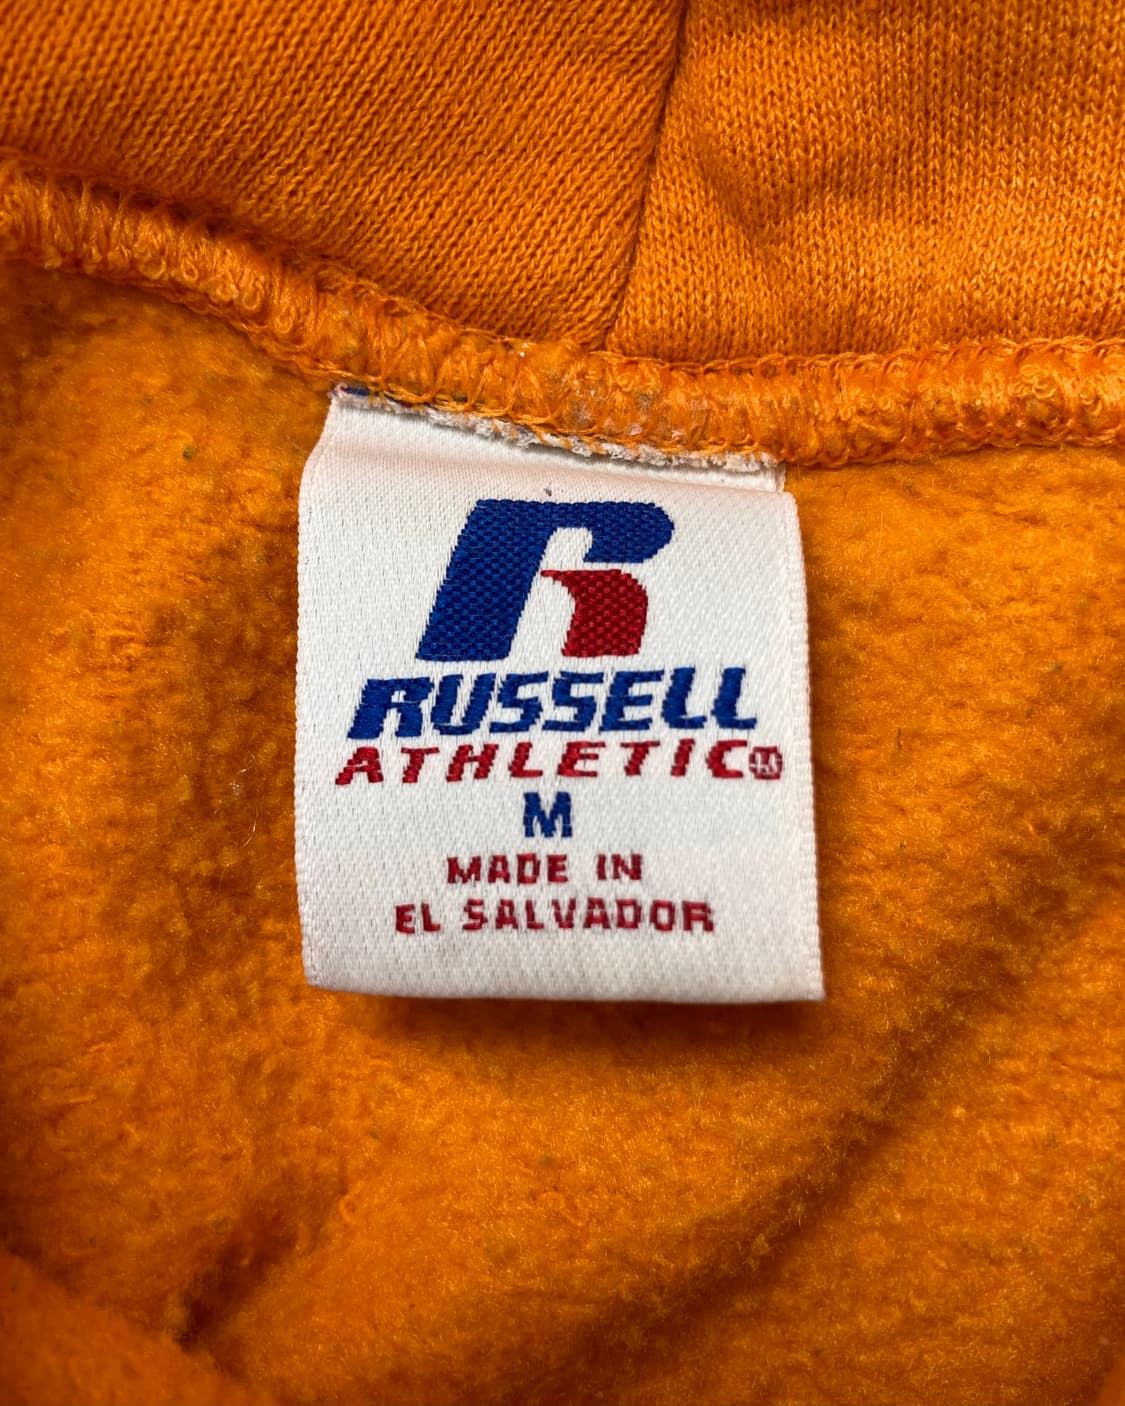 R
RUSSELL
ATHLETIC®
M
MADE IN
EL SALVADOR